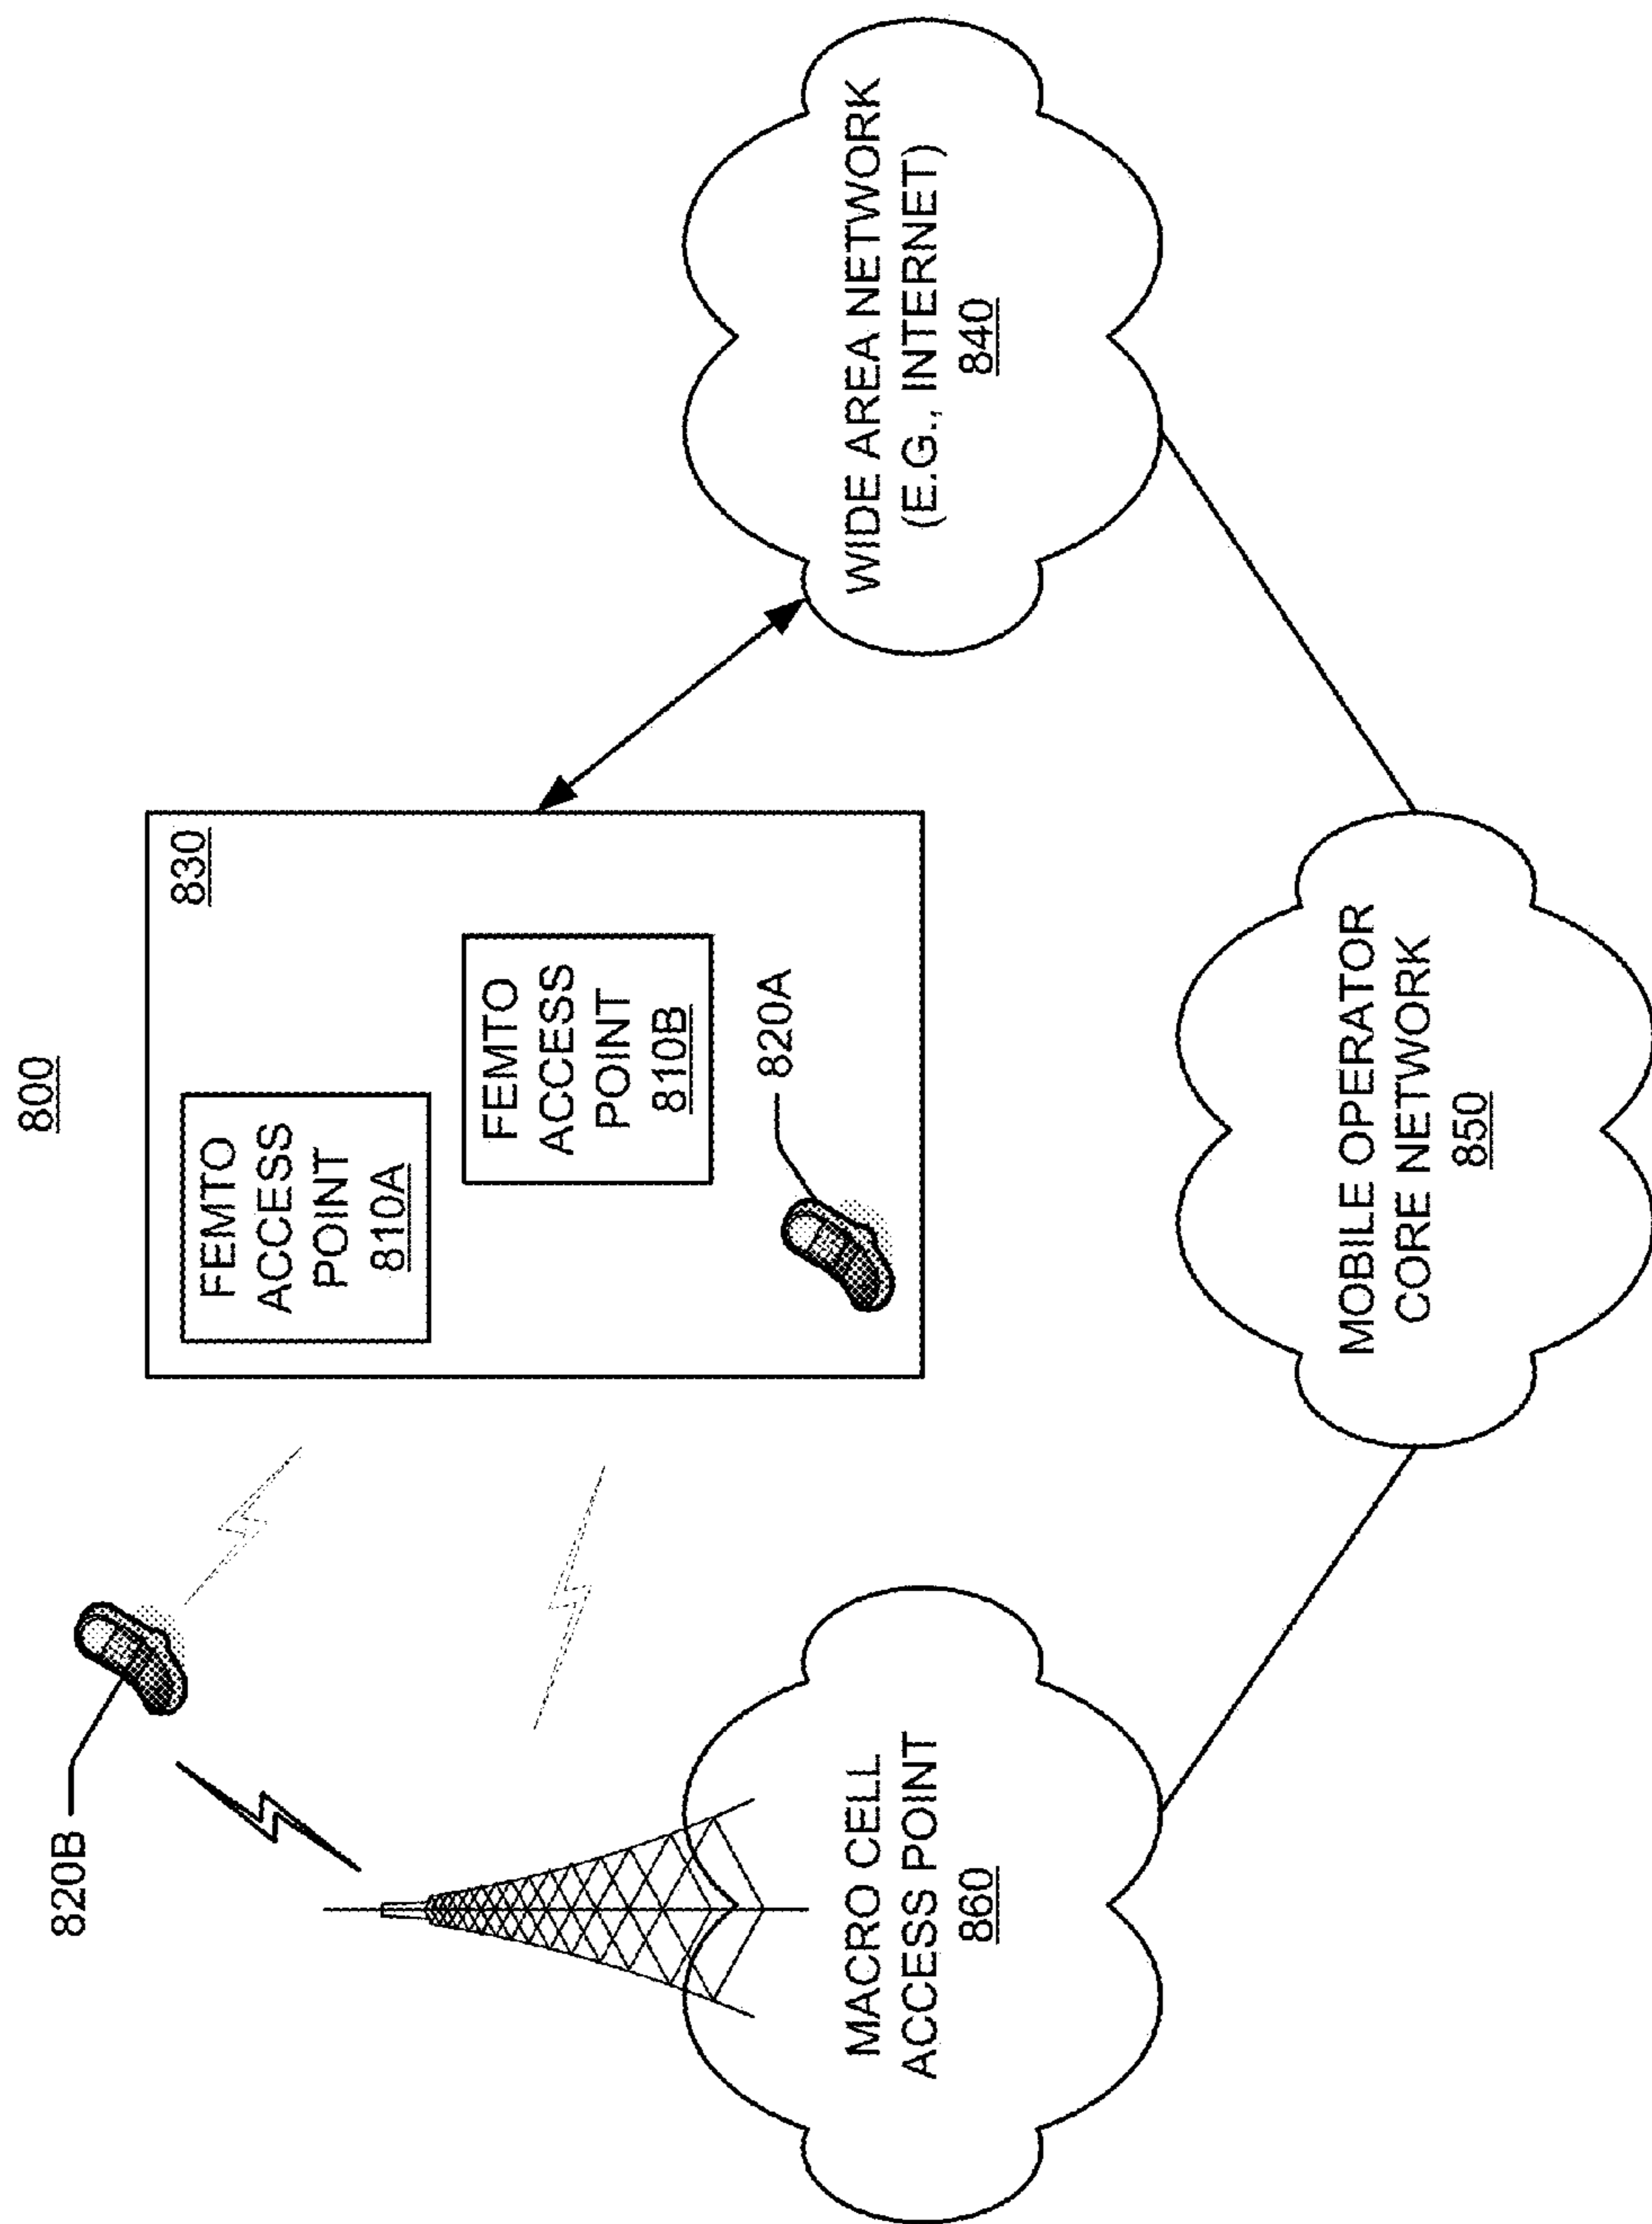 800
820B
830
FEMTO
ACCESS
POINT
810A
FEMTO
ACCESS
POINT
810B
820A
MACRO CELL
ACCESS POINT
860
WIDE AREA NETWORK
(E.G., INTERNET)
840
MOBILE OPERATOR
CORE NETWORK
850